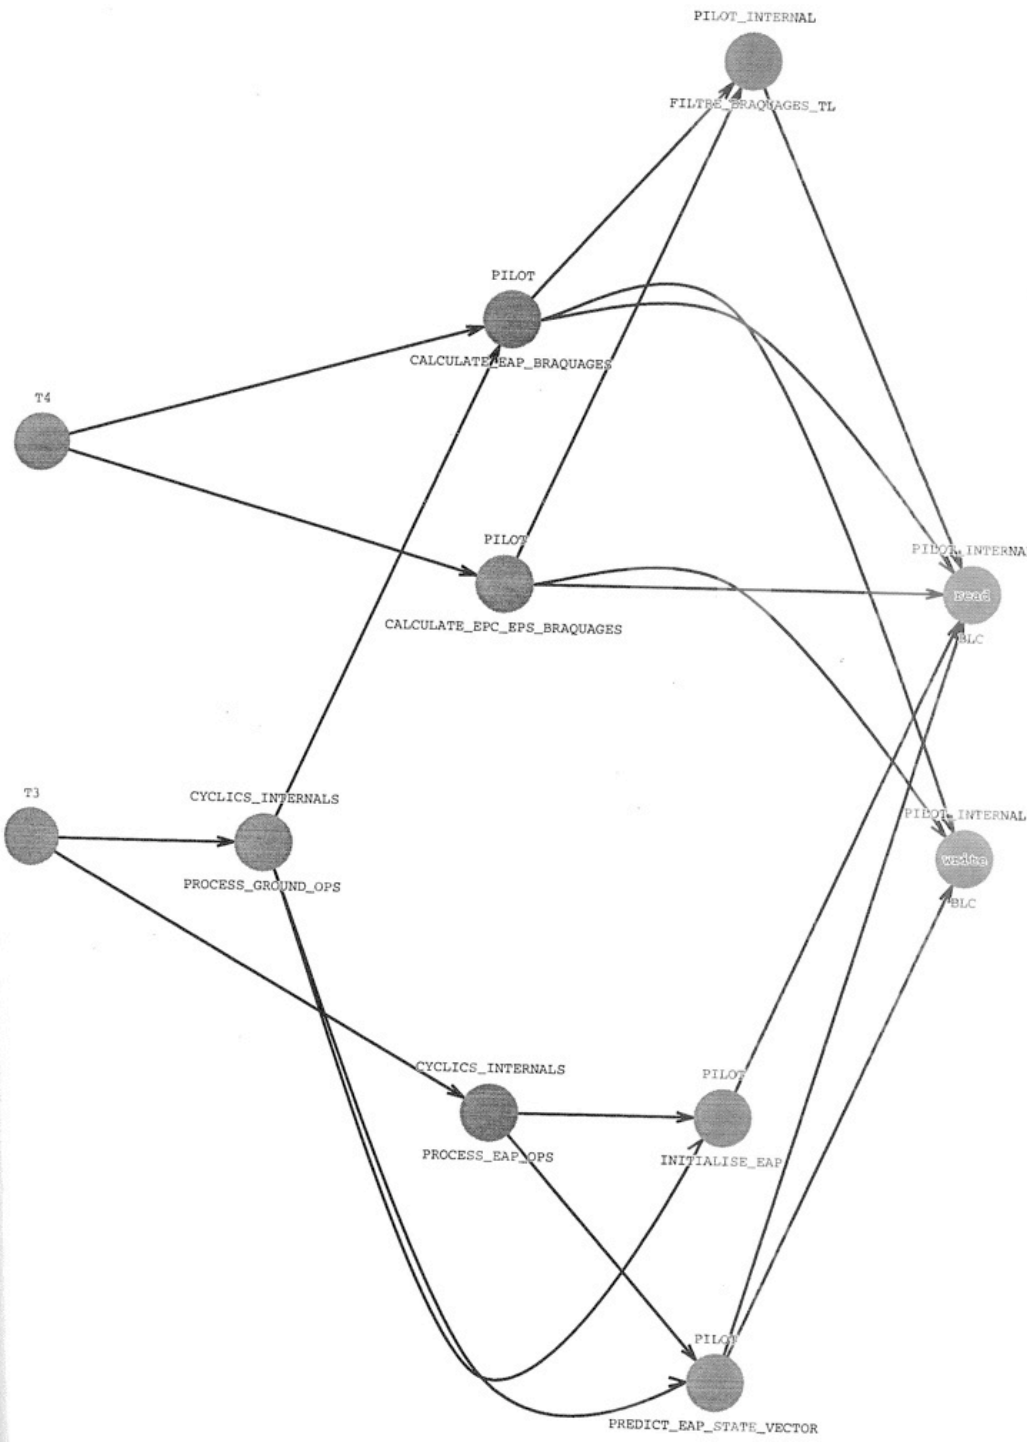 PILOT_INTERNAL
FILTRE_BRAQUAGES_TL
PILOT
CALCULATE_EAP_BRAQUAGES
T4
PILOT
CALCULATE_EPC_EPS_BRAQUAGES
PILOT_INTERNA
read
BLC
T3
CYCLICS_INTERNALS
PROCESS_GROUND_OPS
PILOT_INTERNAL
write
BLC
CYCLICS_INTERNALS
PROCESS_EAP_OPS
PILOT
INITIALISE_EAP
PILOT
PREDICT_EAP_STATE_VECTOR